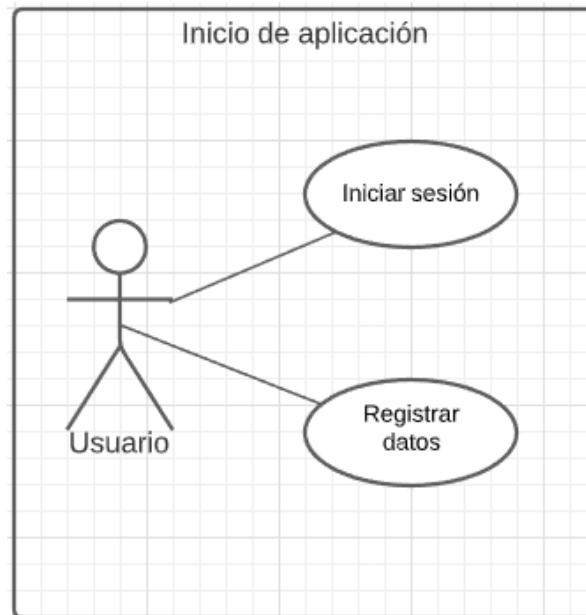 Inicio de aplicación
Iniciar sesión
Registrar
datos
Usuario